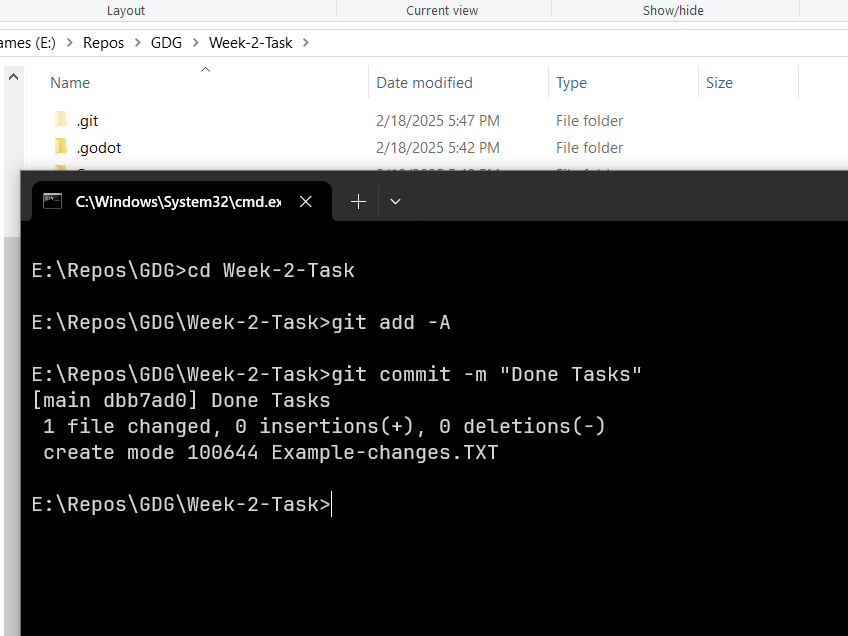 Layout Current view Show/hide
ames (E:) > Repos > GDG > Week-2-Task >
Name Date modified Type Size
.git 2/18/2025 5:47 PM File folder
.godot 2/18/2025 5:42 PM File folder
C:\Windows\System32\cmd.ex
E:\Repos\GDG>cd Week-2-Task
E:\Repos\GDG\Week-2-Task>git add -A
E:\Repos\GDG\Week-2-Task>git commit -m "Done Tasks"
[main dbb7ad0] Done Tasks
1 file changed, 0 insertions(+), 0 deletions(-)
create mode 100644 Example-changes.TXT
E:\Repos\GDG\Week-2-Task>